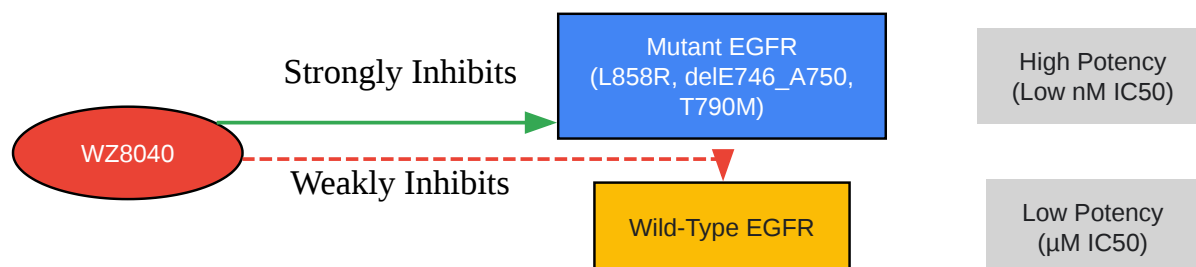 WZ8040
Strongly Inhibits
Weakly Inhibits
Mutant EGFR
(L858R, delE746_A750,
T790M)
Wild-Type EGFR
High Potency
(Low nM IC50)
Low Potency
(µM IC50)